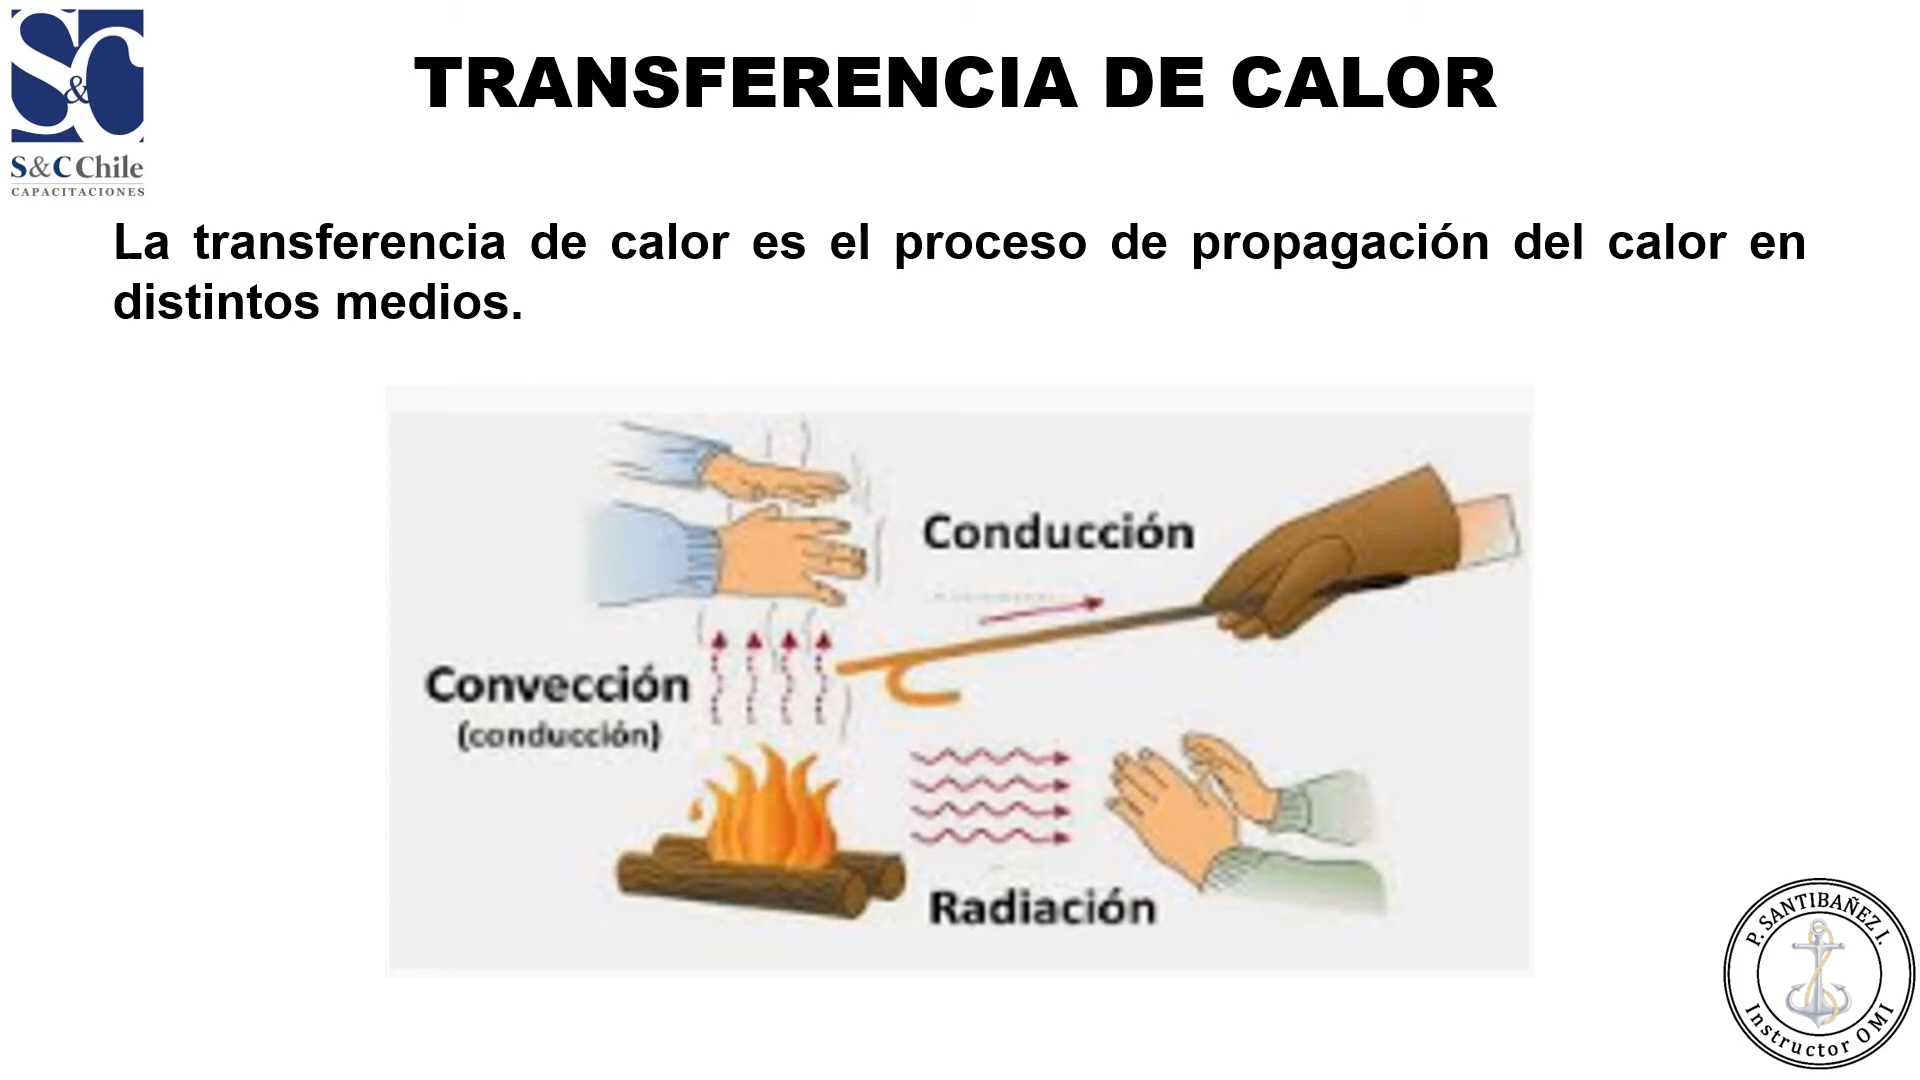 S&C
S&C Chile
CAPACITACIONES
TRANSFERENCIA DE CALOR
La transferencia de calor es el proceso de propagación del calor en
distintos medios.
Conducción
Convección
(conducción)
Radiación
P. SANTIBAÑEZ I.
Instructor OMI